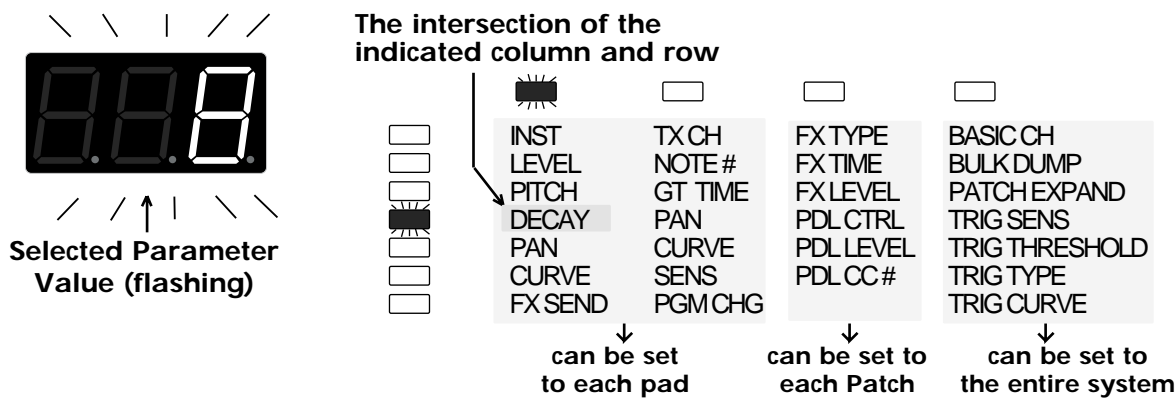 The intersection of the
indicated column and row
8
Selected Parameter
Value (flashing)
INST TX CH FX TYPE BASIC CH
LEVEL NOTE # FX TIME BULK DUMP
PITCH GT TIME FX LEVEL PATCH EXPAND
DECAY PAN PDL CTRL TRIG SENS
PAN CURVE PDL LEVEL TRIG THRESHOLD
CURVE SENS PDL CC # TRIG TYPE
FX SEND PGM CHG TRIG CURVE
can be set can be set to can be set to
to each pad each Patch the entire system